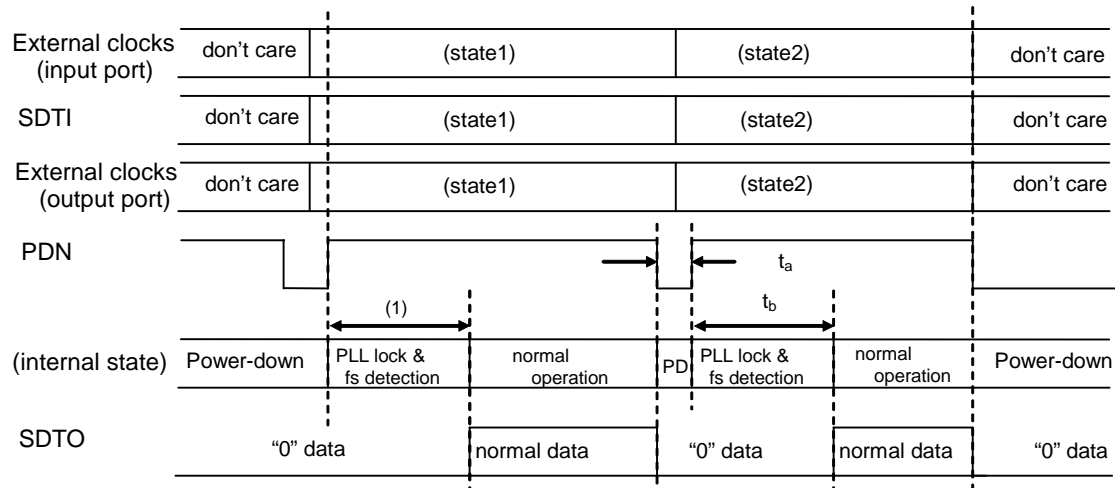 External clocks
(input port)
don't care
(state1)
(state2)
don't care
SDTI
don't care
(state1)
(state2)
don't care
External clocks
(output port)
don't care
(state1)
(state2)
don't care
PDN
ta
(1)
tb
(internal state)
Power-down
PLL lock &
fs detection
normal
operation
PD
PLL lock &
fs detection
normal
operation
Power-down
SDTO
“0” data
normal data
“0” data
normal data
“0” data